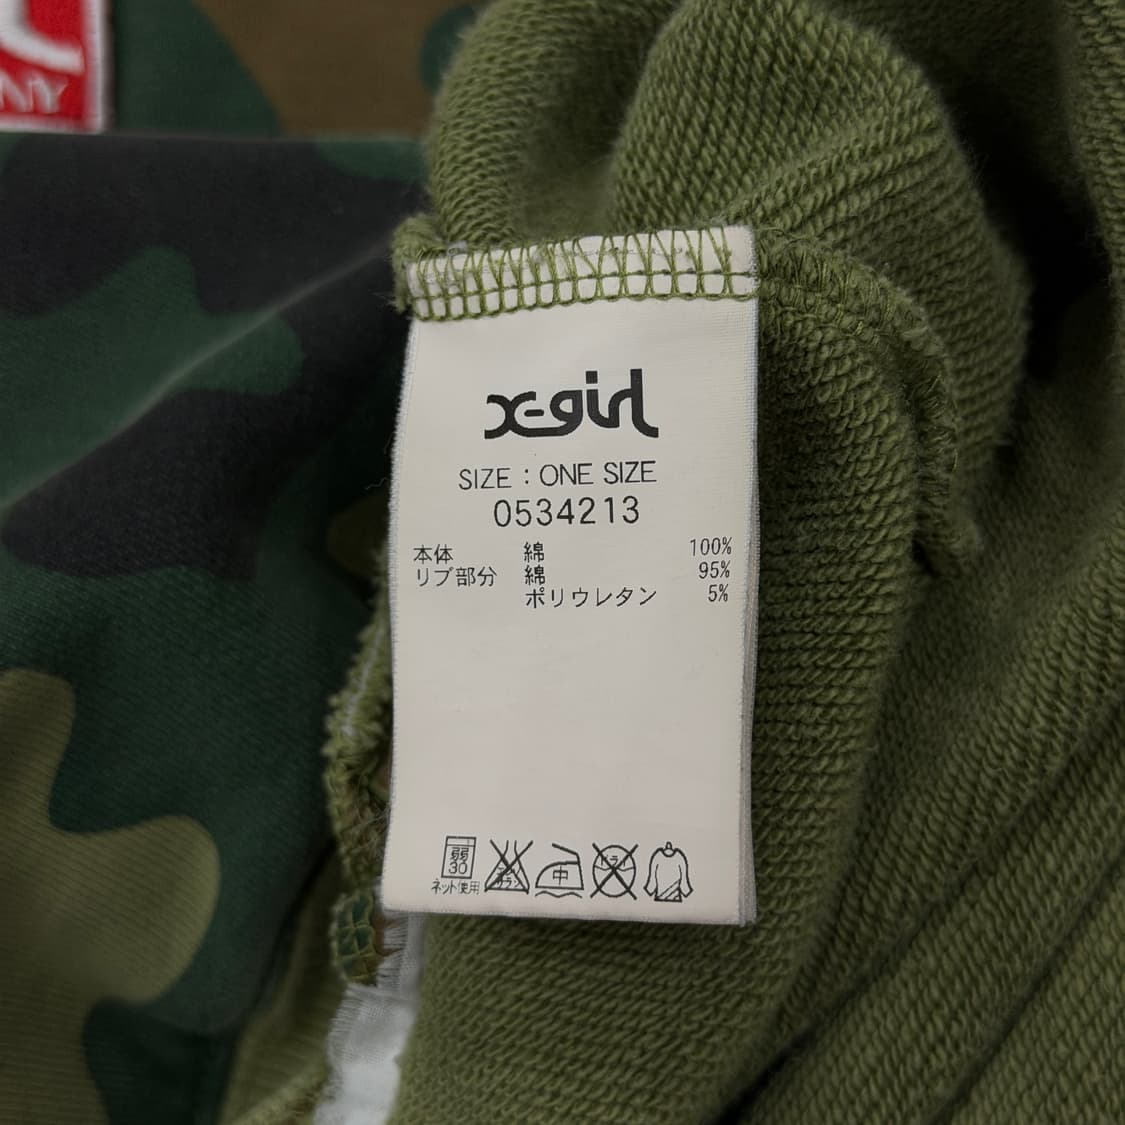 NY
x-girl
SIZE : ONE SIZE
0534213
本体 綿 100%
リブ部分 綿 95%
ポリウレタン 5%
弱
30
ネット使用
中